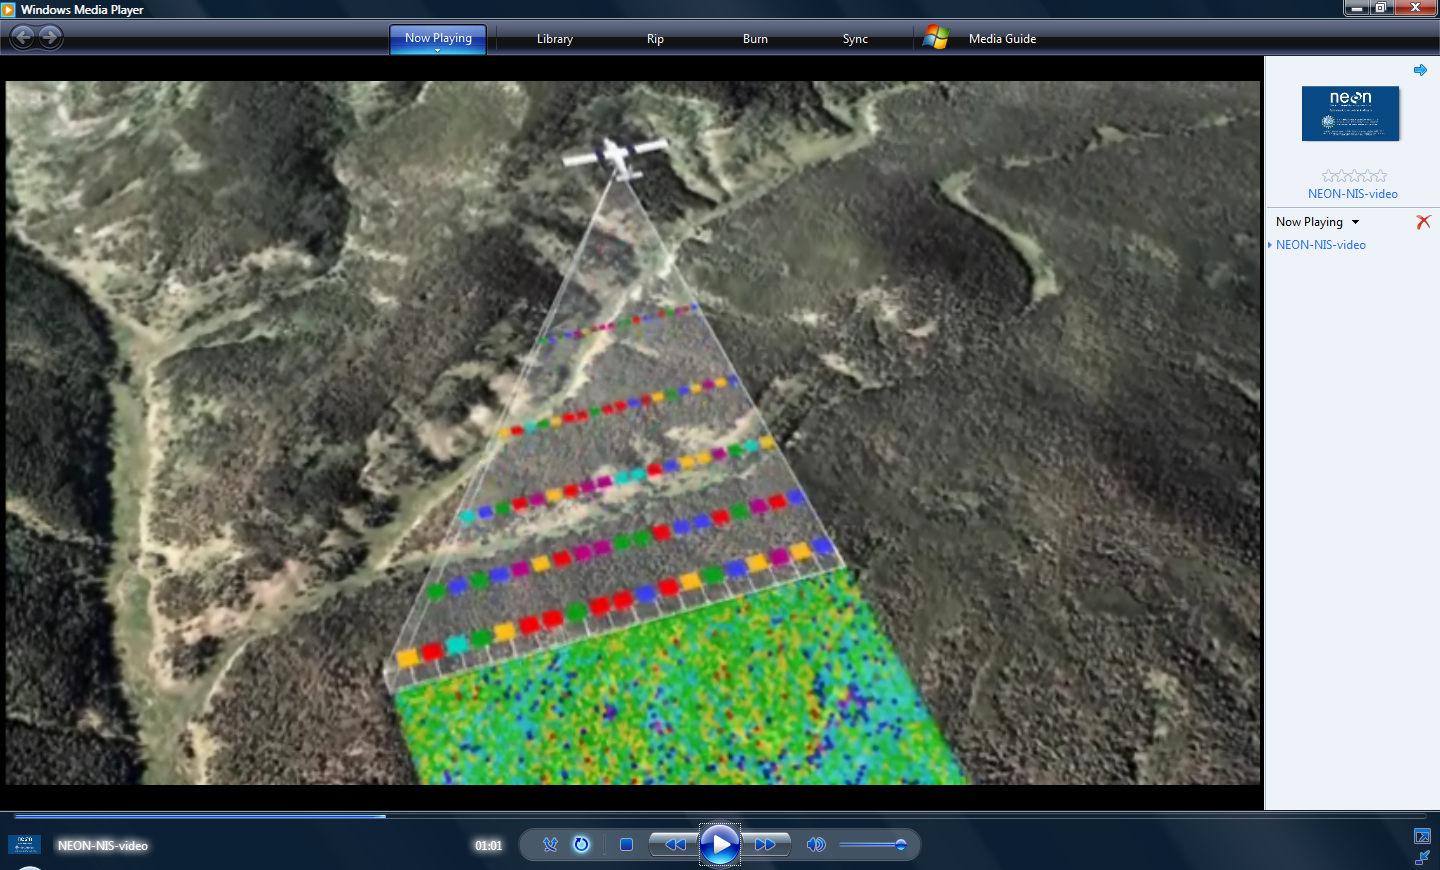 Windows Media Player
Now Playing
Library
Rip
Burn
Sync
Media Guide
neon
NEON-NIS-video
Now Playing
NEON-NIS-video
neon
NEON-NIS-video
01:01